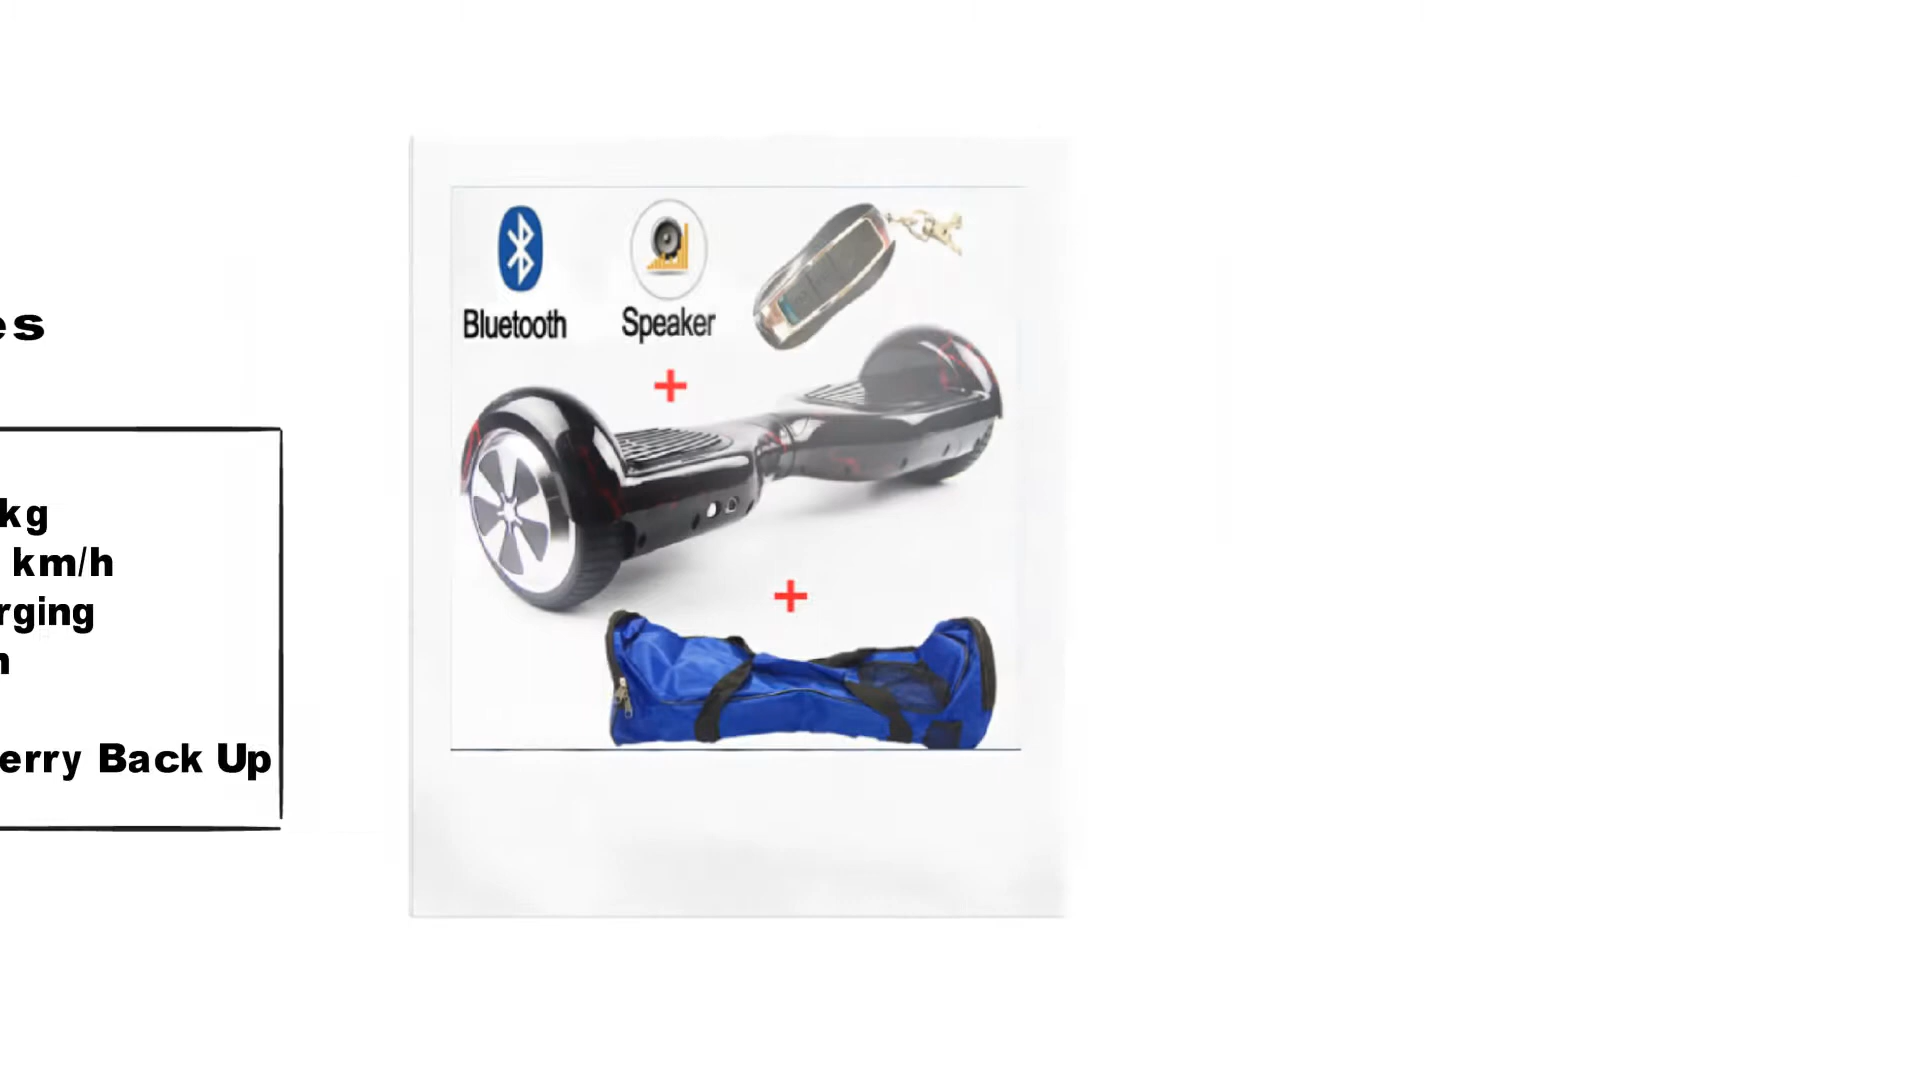 es
kg
km/h
rging
n
erry Back Up
Bluetooth
Speaker